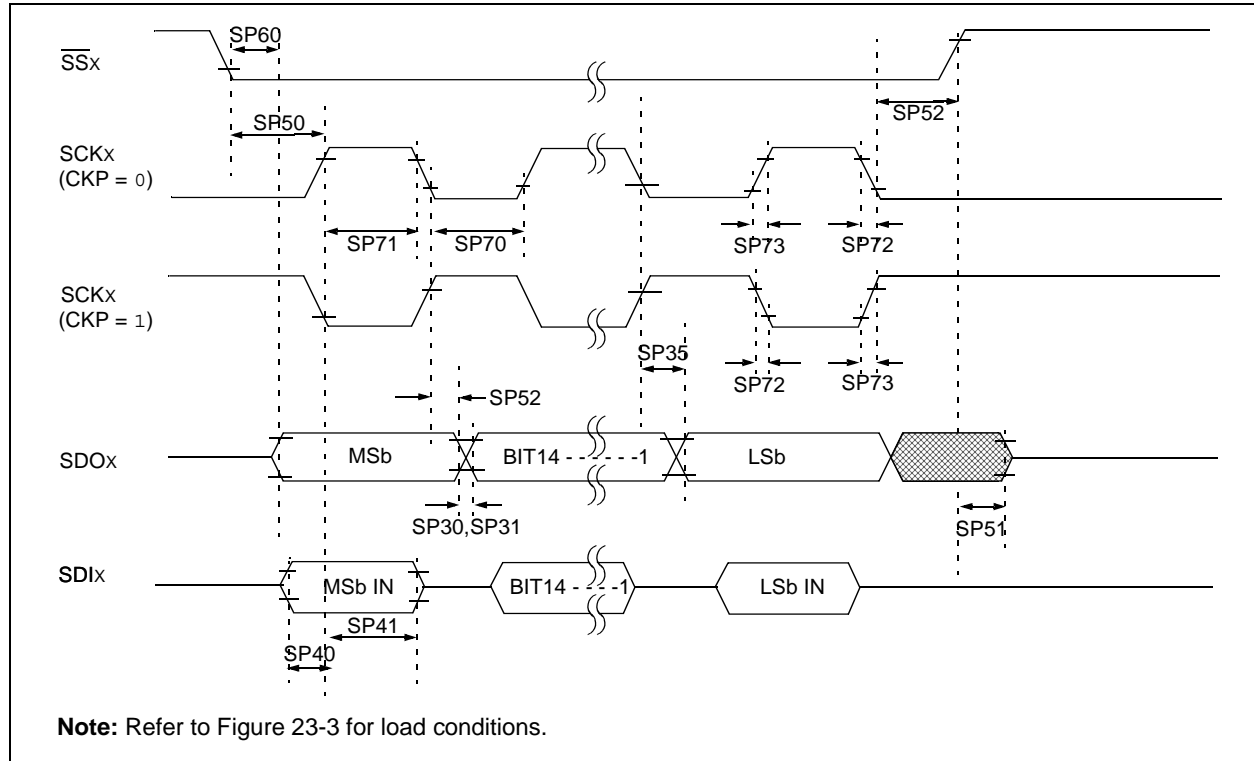 SP60
SSx
SP52
SP50
SCKx
(CKP = 0)
SP71
SP70
SP73
SP72
SCKx
(CKP = 1)
SP35
SP72
SP73
SP52
SDOx
MSb
BIT14 - - - - - -1
LSb
SP30,SP31
SP51
SDIx
MSb IN
BIT14 - - - -1
LSb IN
SP41
SP40
Note: Refer to Figure 23-3 for load conditions.